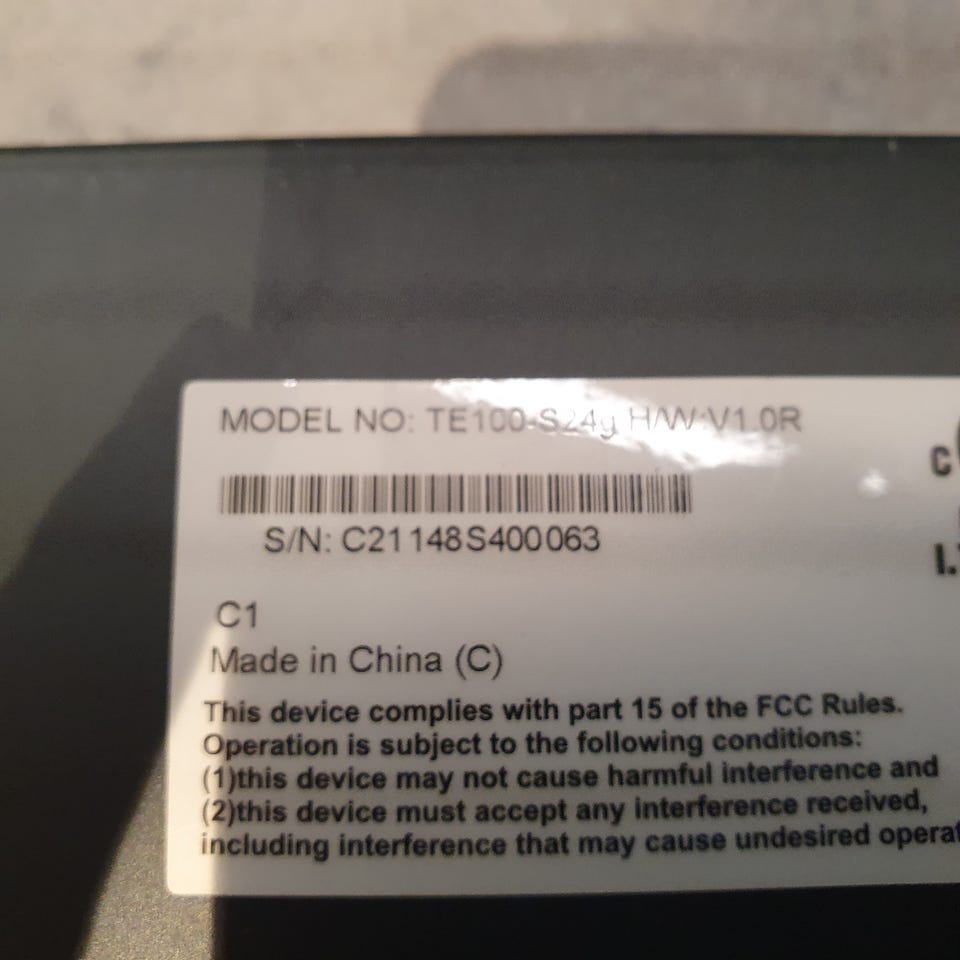 MODEL NO: TE100-S24g H/W:V1.0R
C
S/N: C21148S400063
I.
C1
Made in China (C)
This device complies with part 15 of the FCC Rules.
Operation is subject to the following conditions:
(1)this device may not cause harmful interference and
(2)this device must accept any interference received,
including interference that may cause undesired operat